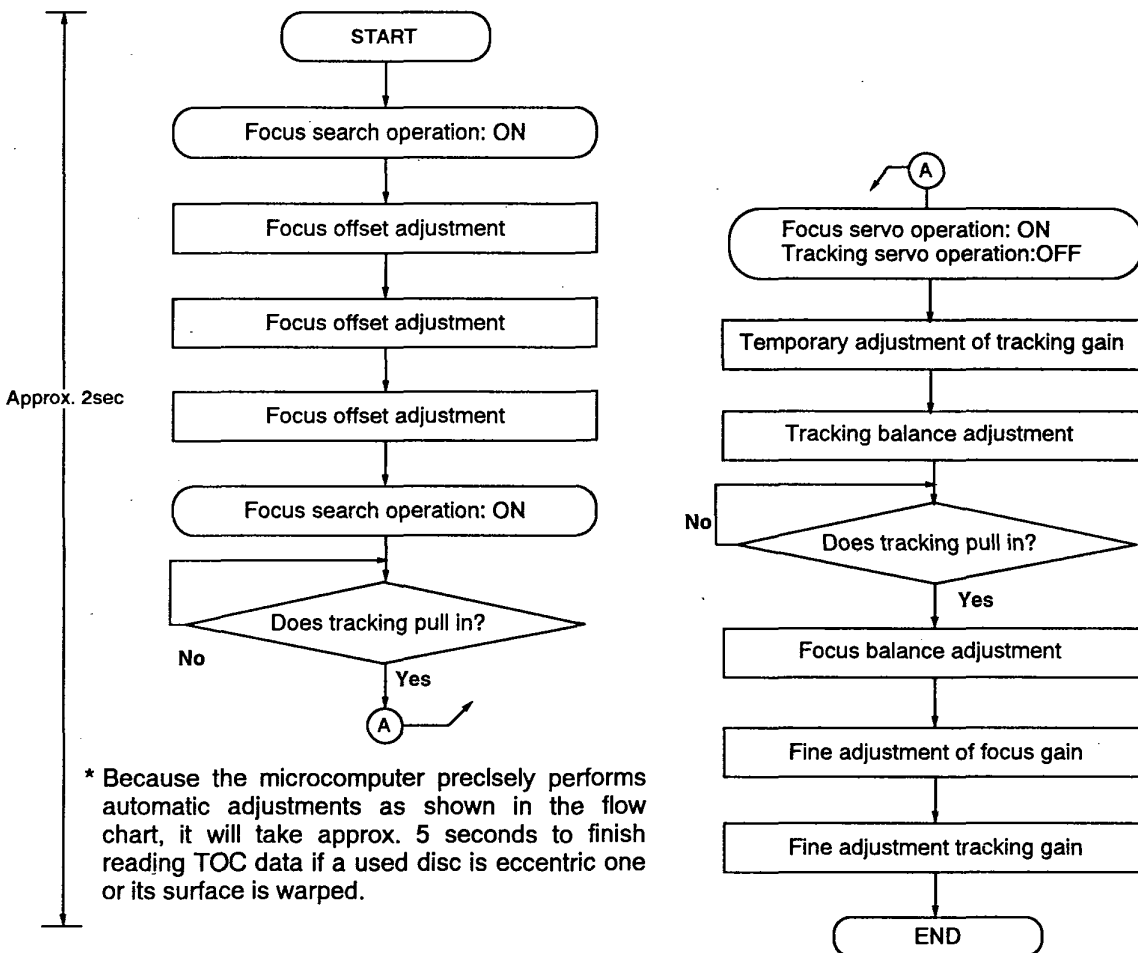 START
Focus search operation: ON
Focus offset adjustment
Focus offset adjustment
Focus offset adjustment
Focus search operation: ON
Does tracking pull in?
No
Yes
A
Approx. 2sec
* Because the microcomputer precisely performs
automatic adjustments as shown in the flow
chart, it will take approx. 5 seconds to finish
reading TOC data if a used disc is eccentric one
or its surface is warped.
A
Focus servo operation: ON
Tracking servo operation:OFF
Temporary adjustment of tracking gain
Tracking balance adjustment
No
Does tracking pull in?
Yes
Focus balance adjustment
Fine adjustment of focus gain
Fine adjustment tracking gain
END